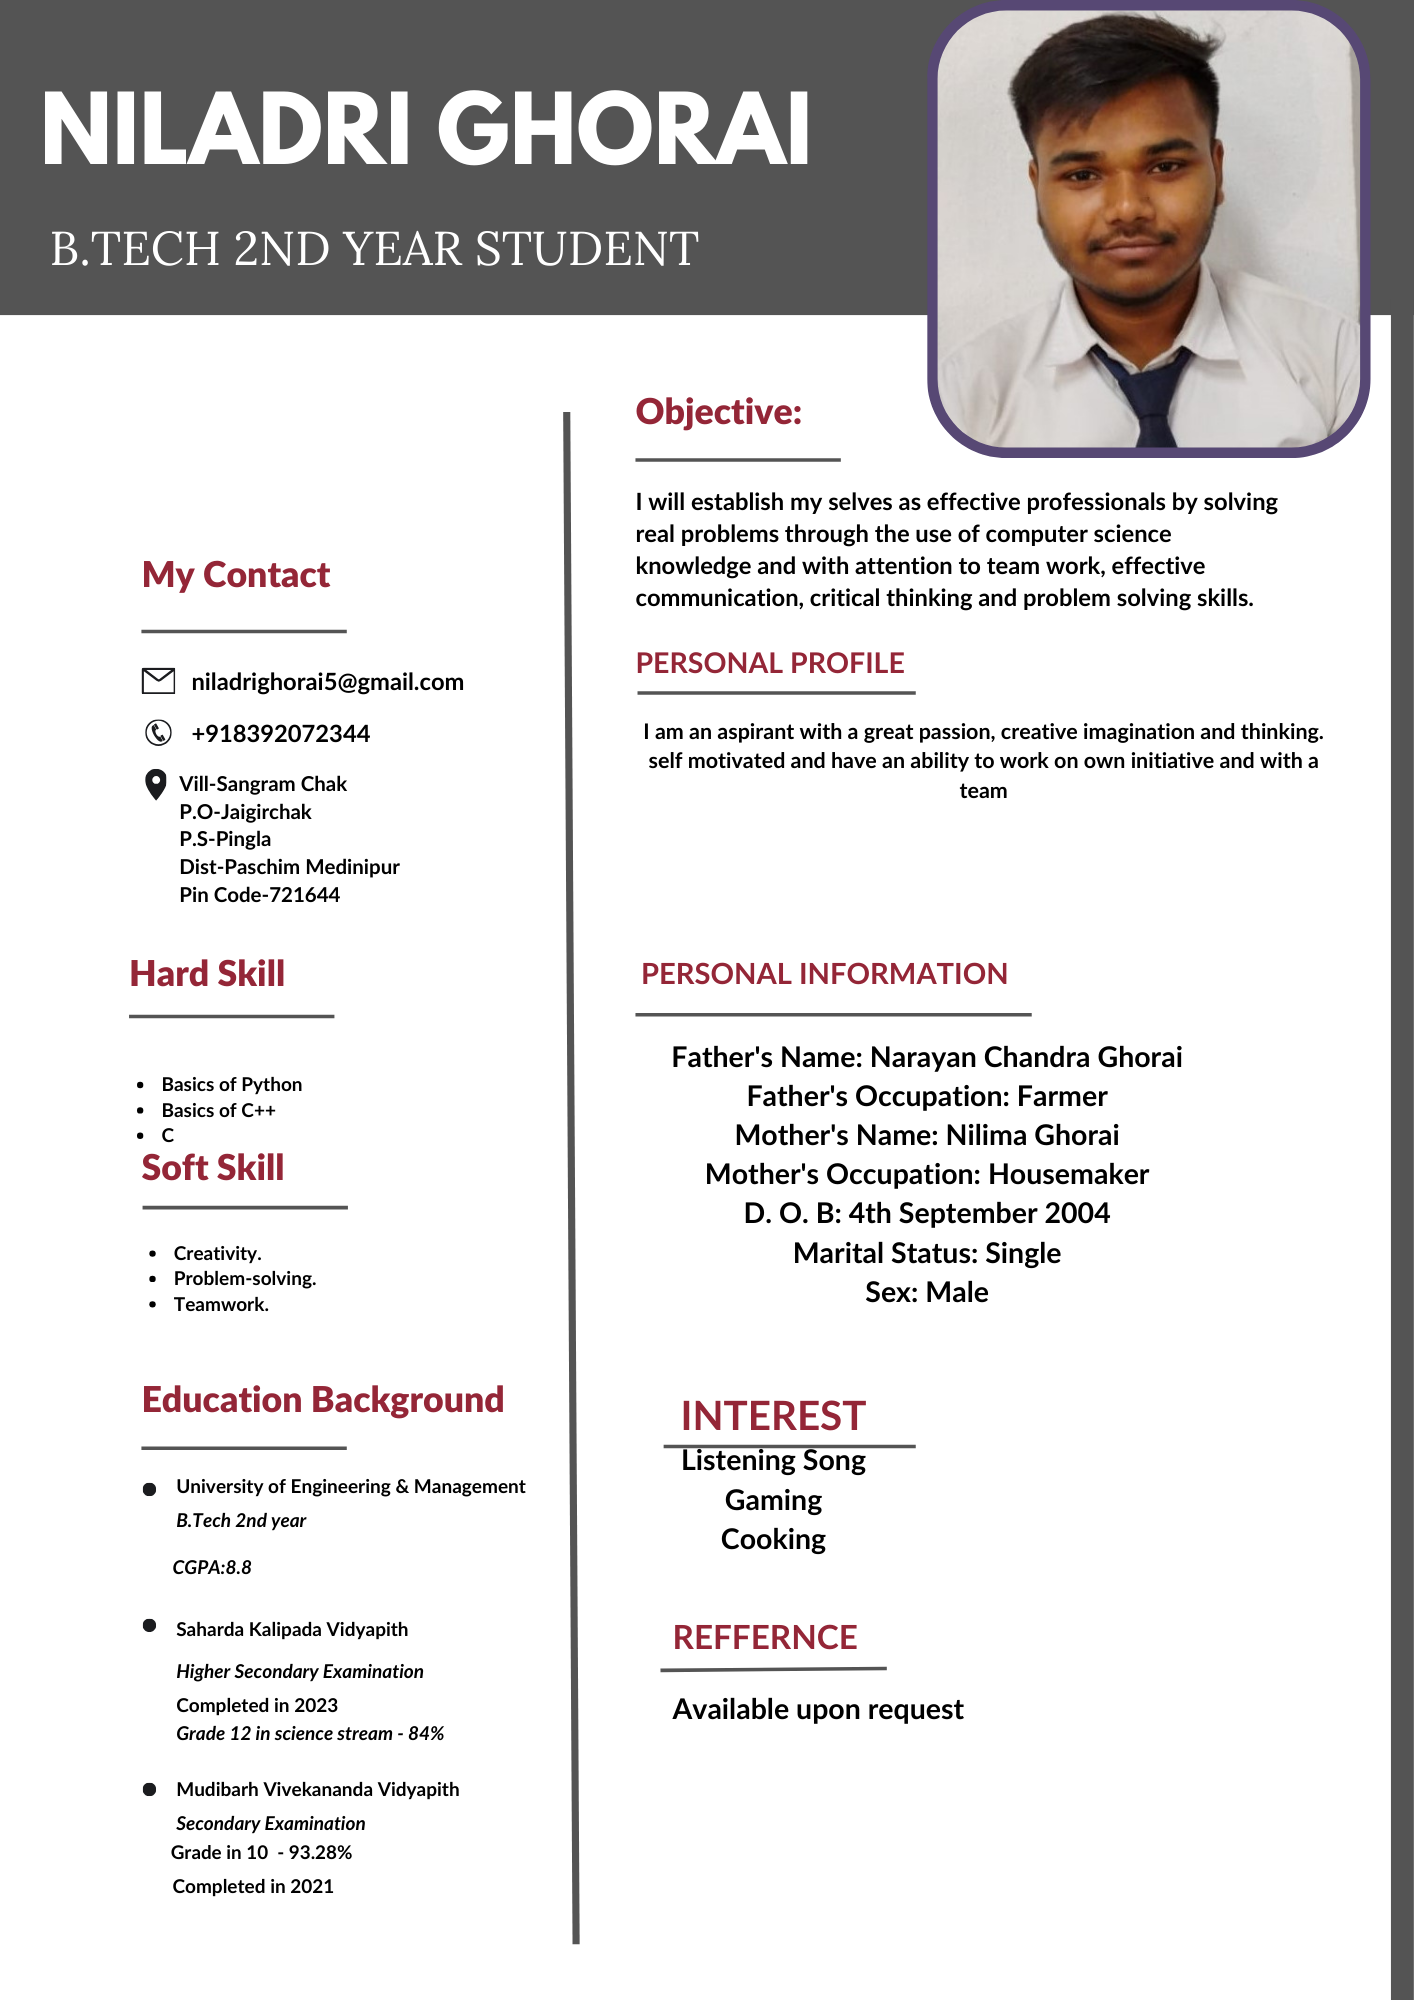 NILADRI GHORAI
B.TECH 2ND YEAR STUDENT
My Contact
niladrighorai5@gmail.com
+918392072344
Vill-Sangram Chak
P.O-Jaigirchak
P.S-Pingla
Dist-Paschim Medinipur
Pin Code-721644
Hard Skill
Basics of Python
Basics of C++
C
Soft Skill
Creativity.
Problem-solving.
Teamwork.
Education Background
University of Engineering & Management
B.Tech 2nd year
CGPA:8.8
Saharda Kalipada Vidyapith
Higher Secondary Examination
Completed in 2023
Grade 12 in science stream - 84%
Mudibarh Vivekananda Vidyapith
Secondary Examination
Grade in 10 - 93.28%
Completed in 2021
Objective:
I will establish my selves as effective professionals by solving
real problems through the use of computer science
knowledge and with attention to team work, effective
communication, critical thinking and problem solving skills.
PERSONAL PROFILE
I am an aspirant with a great passion, creative imagination and thinking.
self motivated and have an ability to work on own initiative and with a
team
PERSONAL INFORMATION
Father's Name: Narayan Chandra Ghorai
Father's Occupation: Farmer
Mother's Name: Nilima Ghorai
Mother's Occupation: Housemaker
D. O. B: 4th September 2004
Marital Status: Single
Sex: Male
INTEREST
Listening Song
Gaming
Cooking
REFFERNCE
Available upon request